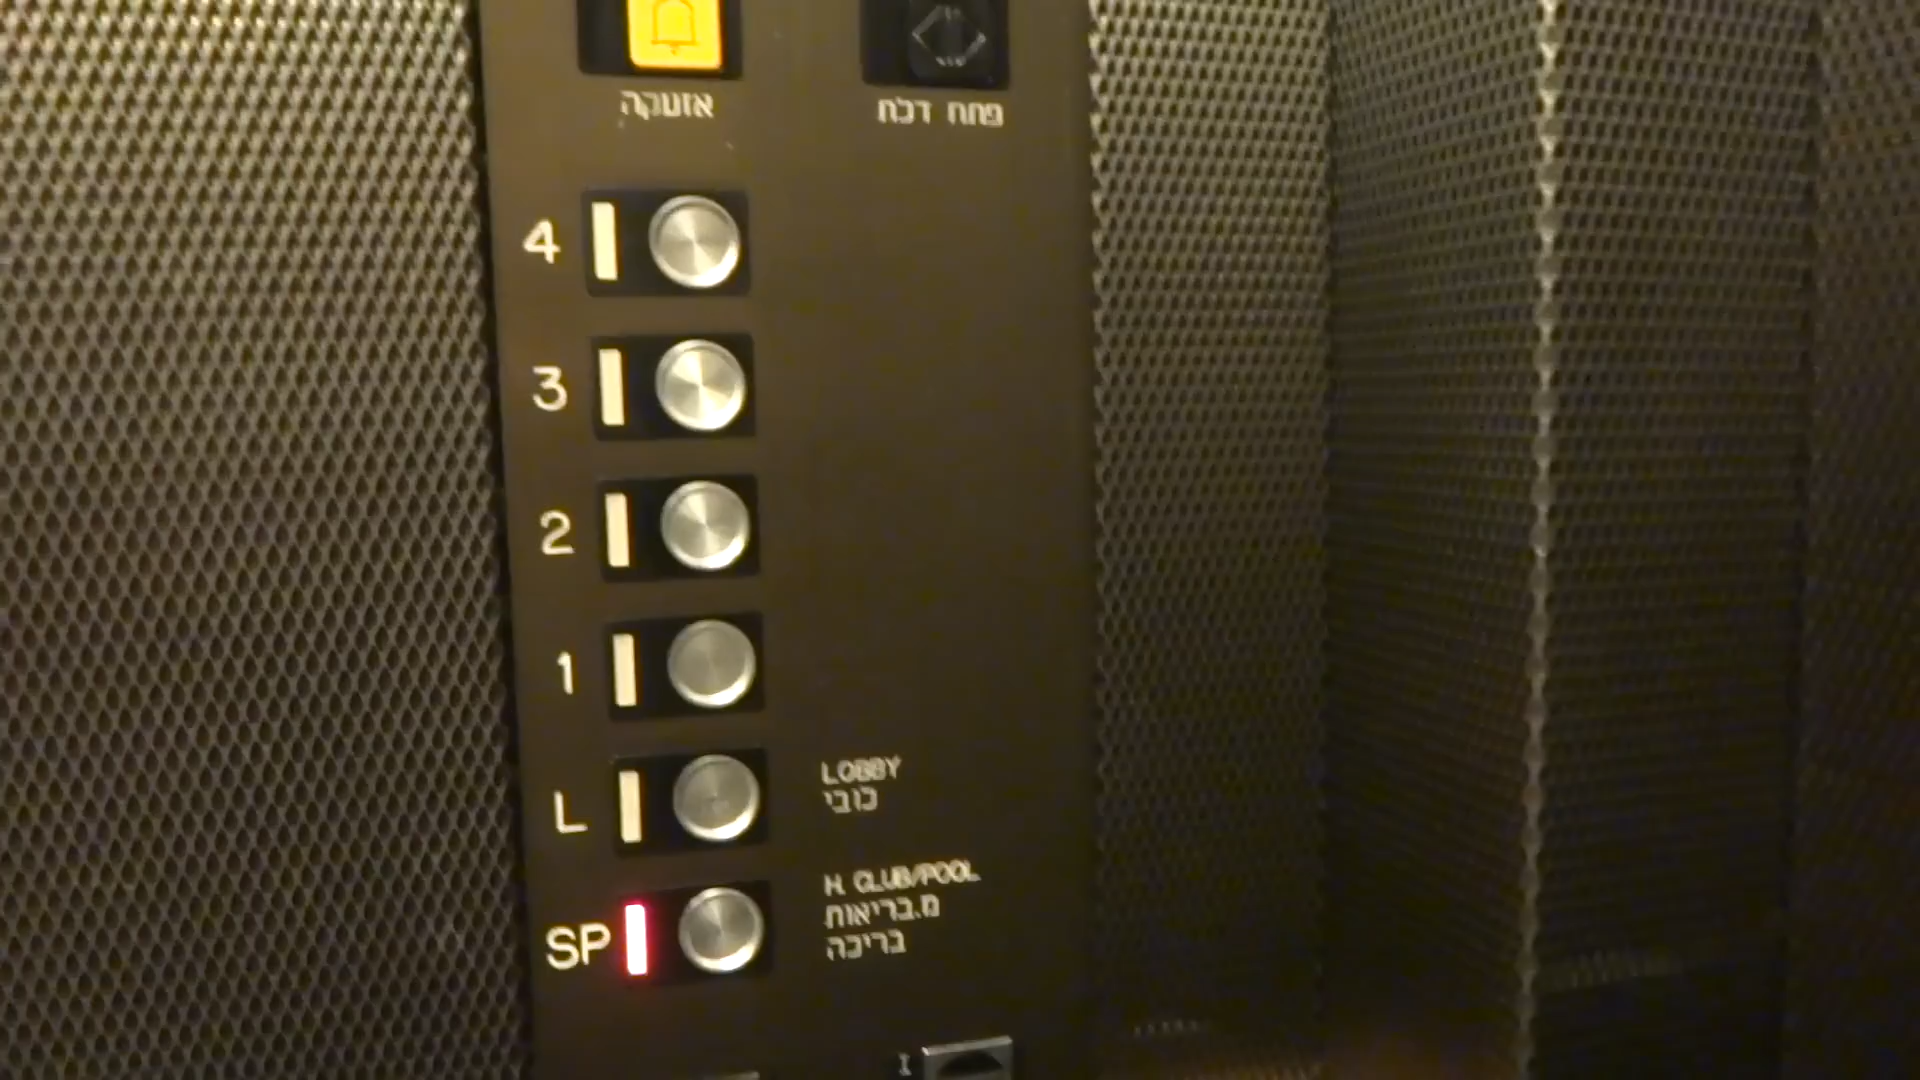 אזעקה
פתח דלת
4
3
2
1
L
LOBBY
לובי
SP
H. CLUB/POOL
מ.בריאות
בריכה
I